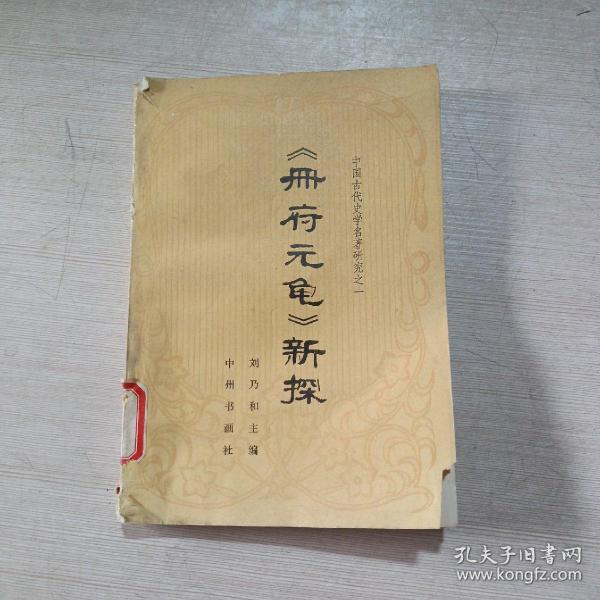 中国古代史学名著研究之一
《册府元龟》新探
刘乃和主编
中州书画社
孔夫子旧书网
www.kongfz.com